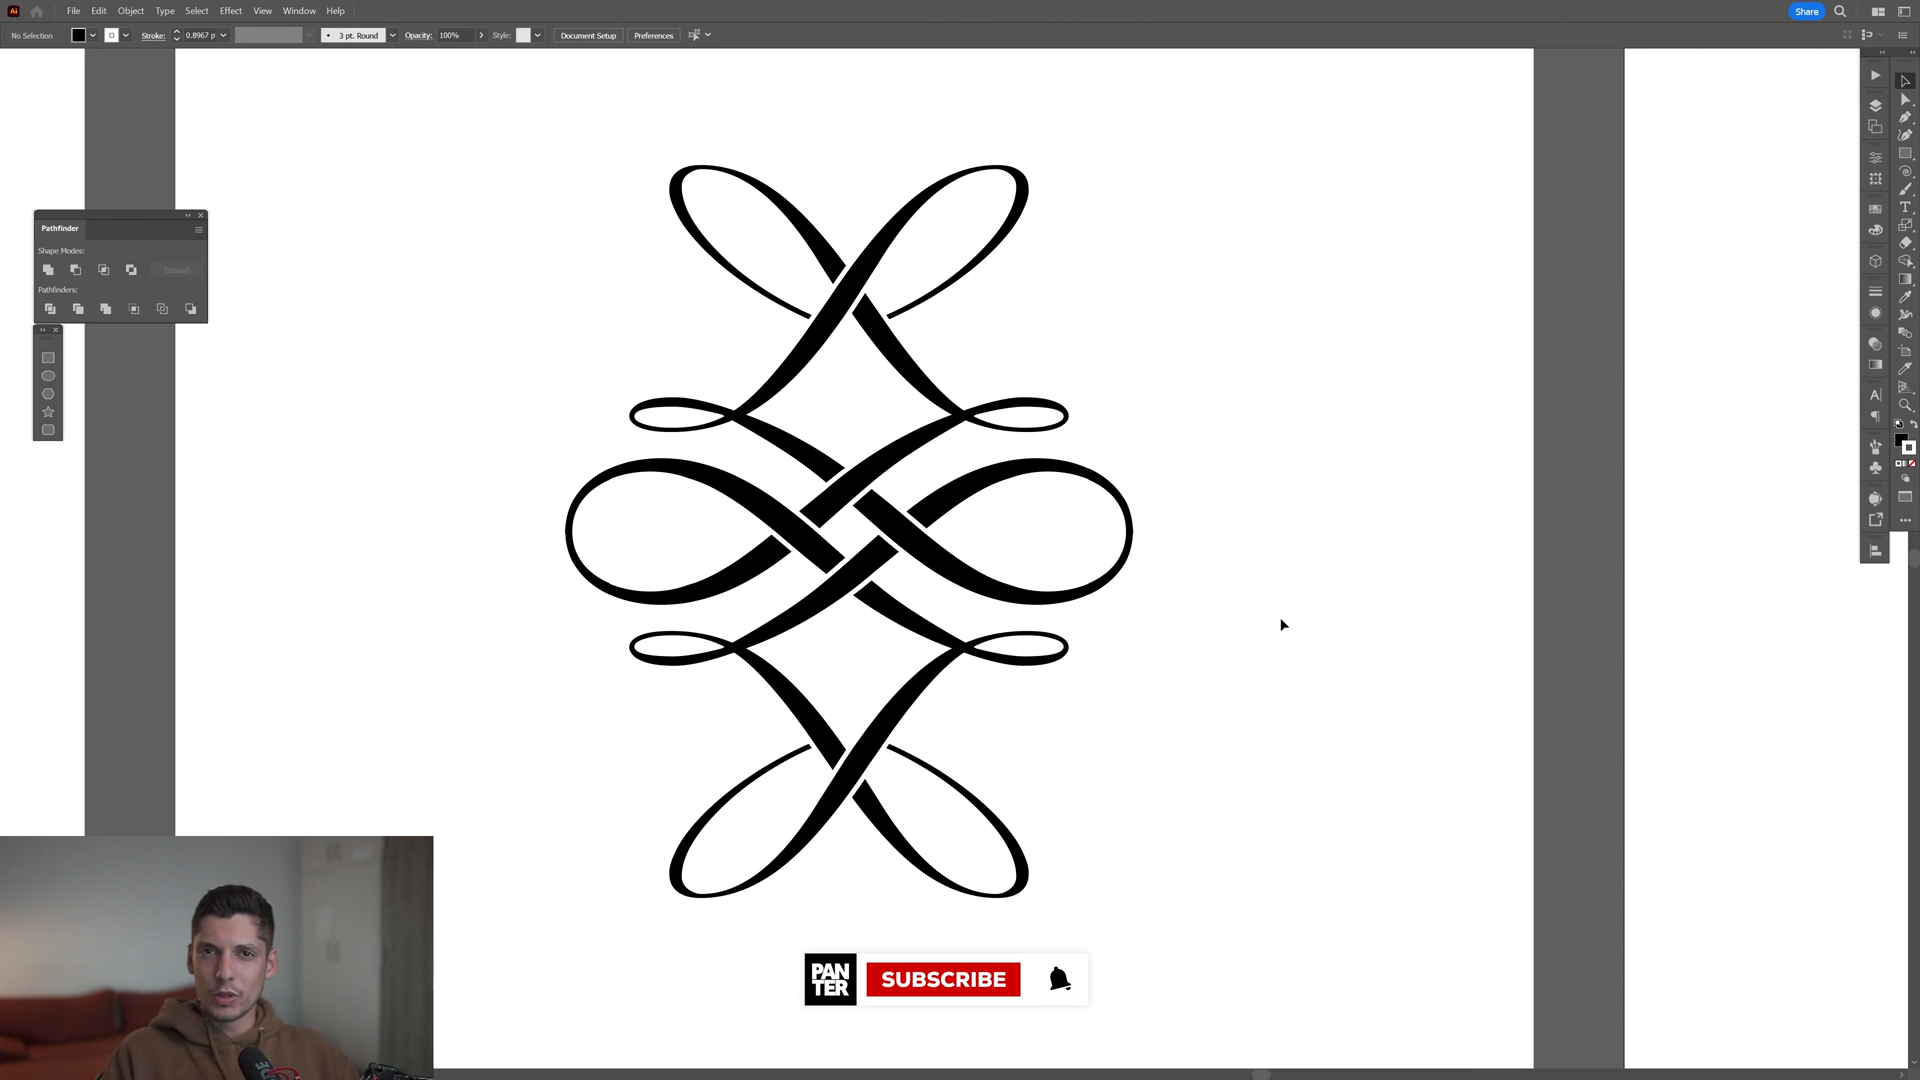 Ai File Edit Object Type Select Effect View Window Help Share
No Selection Stroke: 0.8967 p 3 pt. Round Opacity: 100% Style: Document Setup Preferences
Pathfinder
Shape Modes:
Expand
Pathfinders:
PAN
TER
SUBSCRIBE